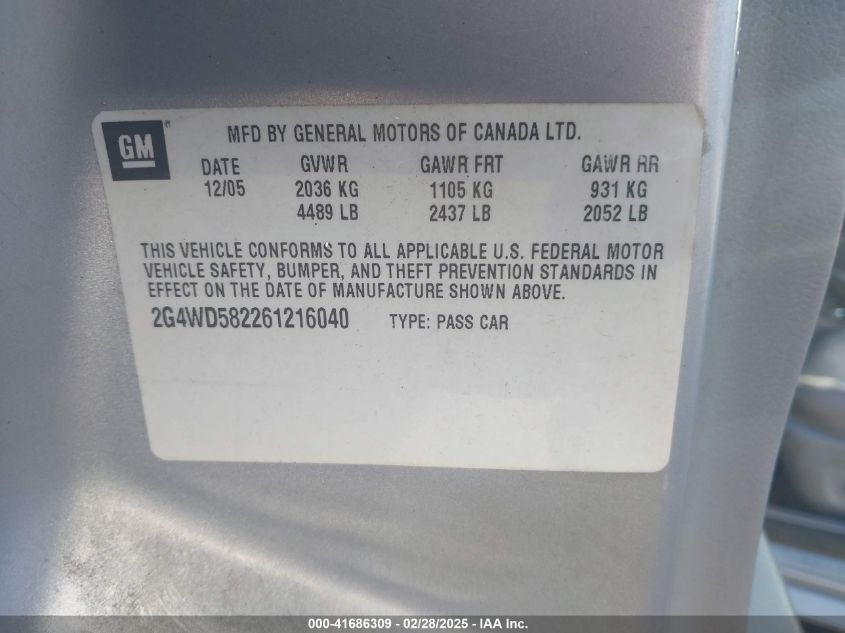 GM ®
MFD BY GENERAL MOTORS OF CANADA LTD.
DATE GVWR GAWR FRT GAWR RR
12/05 2036 KG 1105 KG 931 KG
4489 LB 2437 LB 2052 LB
THIS VEHICLE CONFORMS TO ALL APPLICABLE U.S. FEDERAL MOTOR
VEHICLE SAFETY, BUMPER, AND THEFT PREVENTION STANDARDS IN
EFFECT ON THE DATE OF MANUFACTURE SHOWN ABOVE.
2G4WD582261216040 TYPE: PASS CAR
000-41686309 - 02/28/2025 - IAA Inc.